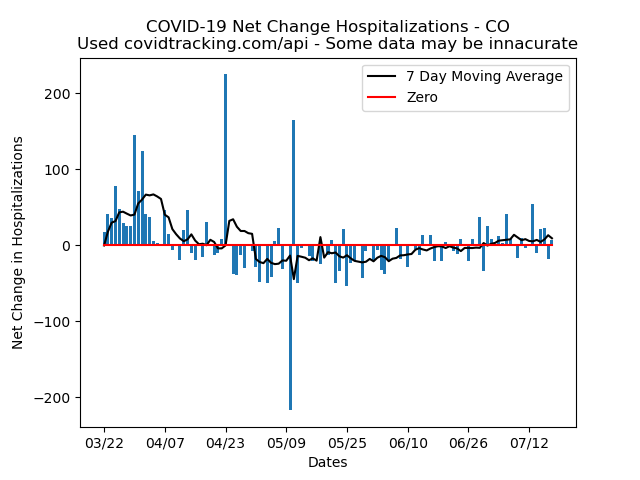 COVID-19 Net Change Hospitalizations - CO
Used covidtracking.com/api - Some data may be innacurate
7 Day Moving Average
Zero
Net Change in Hospitalizations
200
100
0
−100
−200
03/22 04/07 04/23 05/09 05/25 06/10 06/26 07/12
Dates